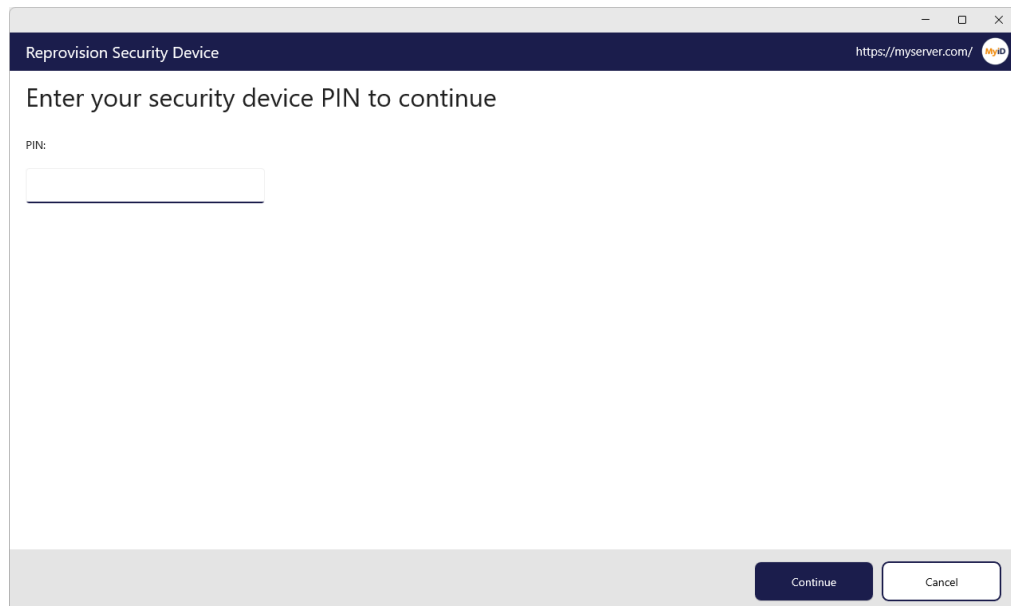 Reprovision Security Device
https://myserver.com/ MyID
Enter your security device PIN to continue
PIN:
Continue Cancel